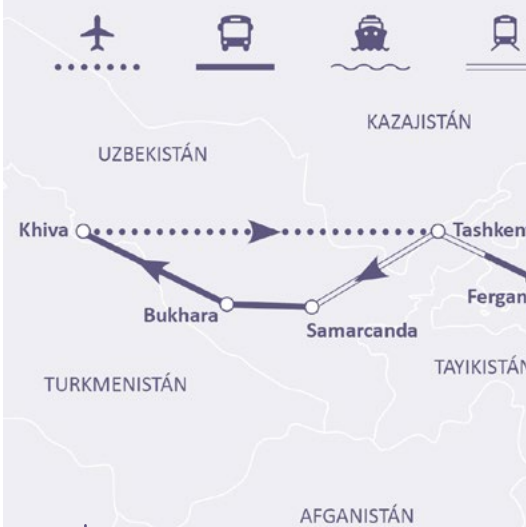 KAZAJISTÁN
UZBEKISTÁN
Khiva
Tashken
Fergan
Bukhara
Samarcanda
TAYIKISTÁN
TURKMENISTÁN
AFGANISTÁN